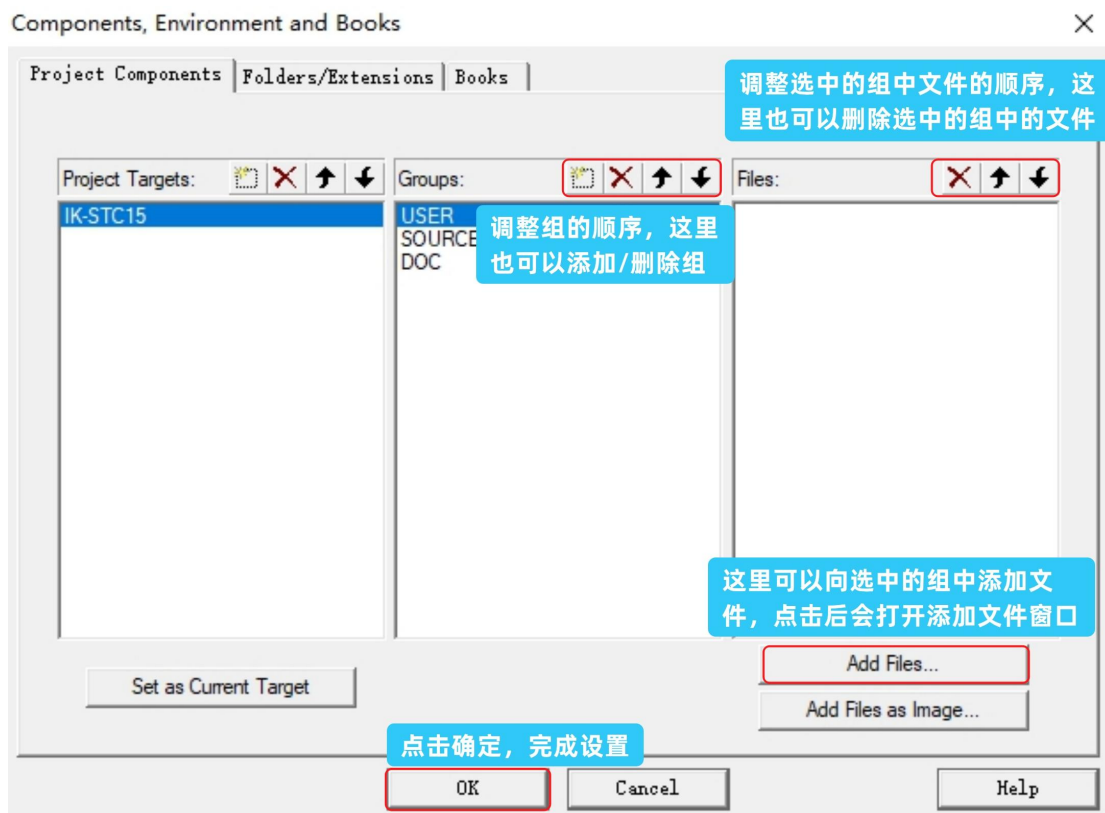 Components, Environment and Books
Project Components
Folders/Extensions
Books
调整选中的组中文件的顺序，这
里也可以删除选中的组中的文件
Project Targets:
Groups:
Files:
IK-STC15
USER
SOURCE
DOC
调整组的顺序，这里
也可以添加/删除组
这里可以向选中的组中添加文
件，点击后会打开添加文件窗口
Set as Current Target
Add Files...
Add Files as Image...
点击确定，完成设置
OK
Cancel
Help